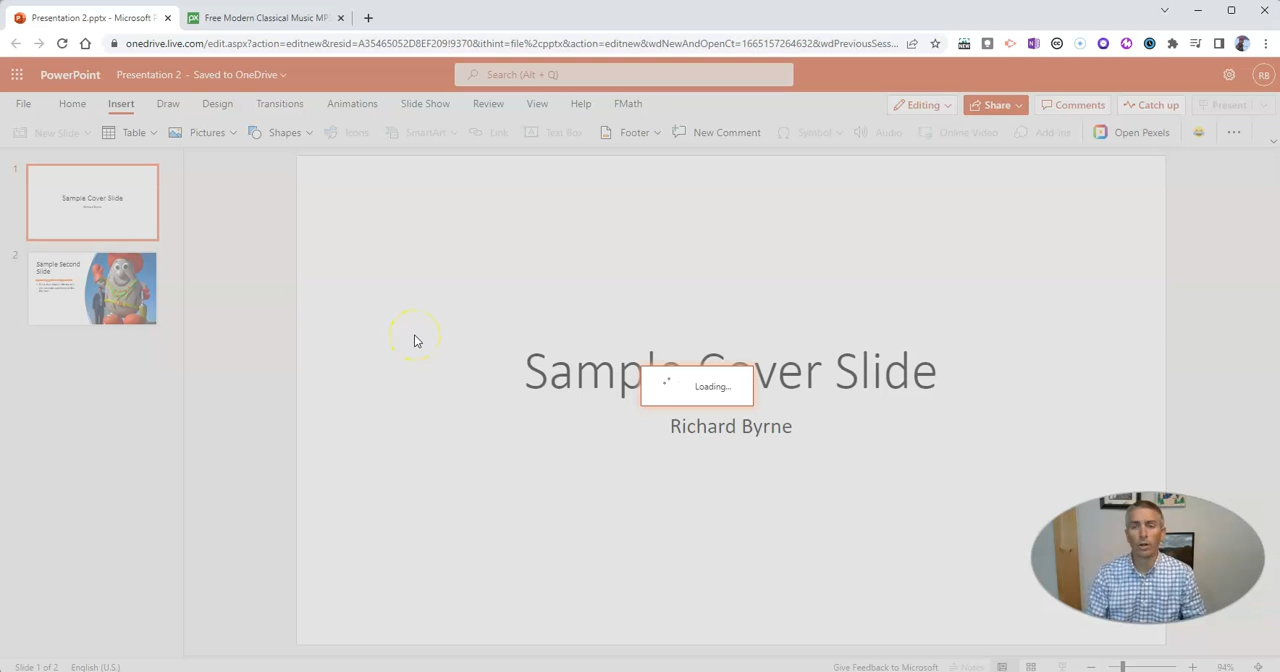 Presentation 2.pptx - Microsoft P
Free Modern Classical Music MP
onedrive.live.com/edit.aspx?action=editnew&resid=A35465052D8EF209!9370&ithint=file%2cpptx&action=editnew&wdNewAndOpenCt=1665157264632&wdPreviousSess...
PowerPoint
Presentation 2 - Saved to OneDrive
Search (Alt + Q)
RB
File Home Insert Draw Design Transitions Animations Slide Show Review View Help FMath
Editing Share Comments Catch up Present
New Slide Table Pictures Shapes Icons SmartArt Link Text Box Footer New Comment Symbol Audio Online Video Add-ins Open Pexels ...
1
Sample Cover Slide
Richard Byrne
2
Sample Second
Slide
Sample Cover Slide
Loading...
Richard Byrne
Slide 1 of 2 English (U.S.) Give Feedback to Microsoft Notes 94%